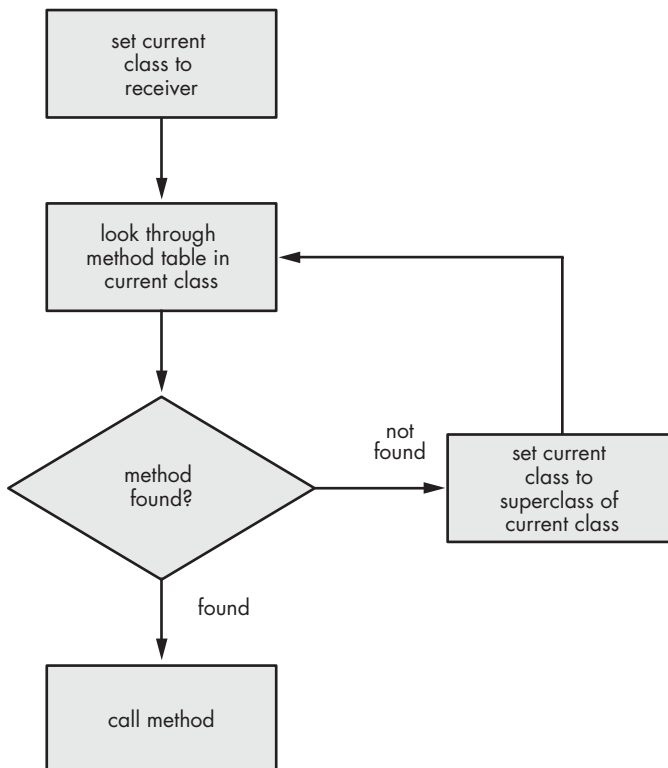 set current
class to
receiver
look through
method table in
current class
method
found?
not
found
set current
class to
superclass of
current class
found
call method